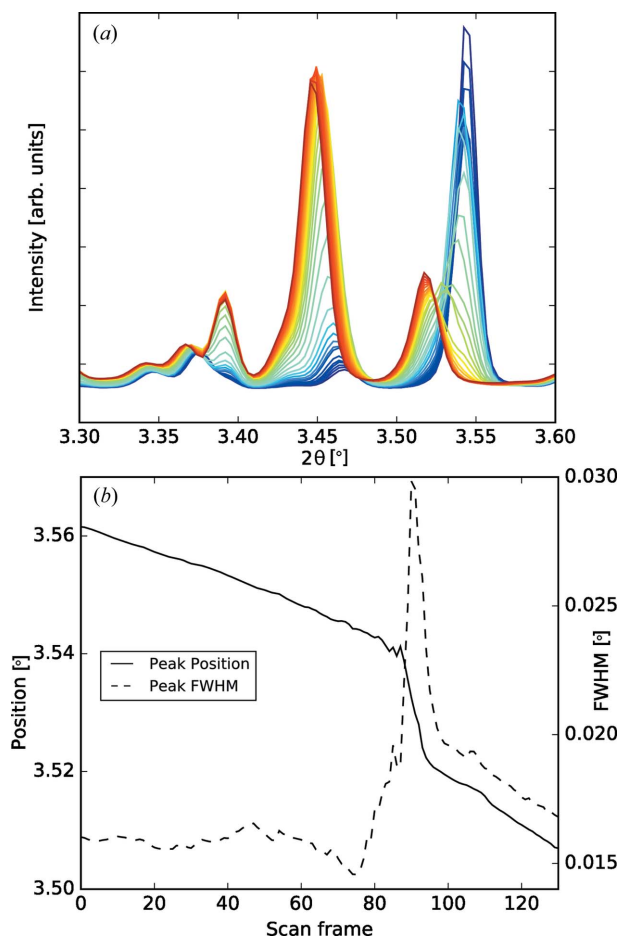 (a)
Intensity [arb. units]
3.30 3.35 3.40 3.45 3.50 3.55 3.60
2θ [°]
(b)
0.030
3.56
0.025
3.54
Peak Position
Peak FWHM
Position [°]
FWHM [°]
0.020
3.52
0.015
3.50
0 20 40 60 80 100 120
Scan frame